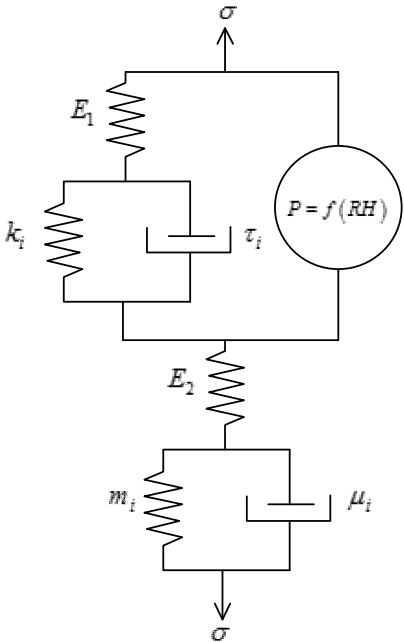 σ
E₁
kᵢ
τᵢ
P = f(RH)
E₂
mᵢ
μᵢ
σ